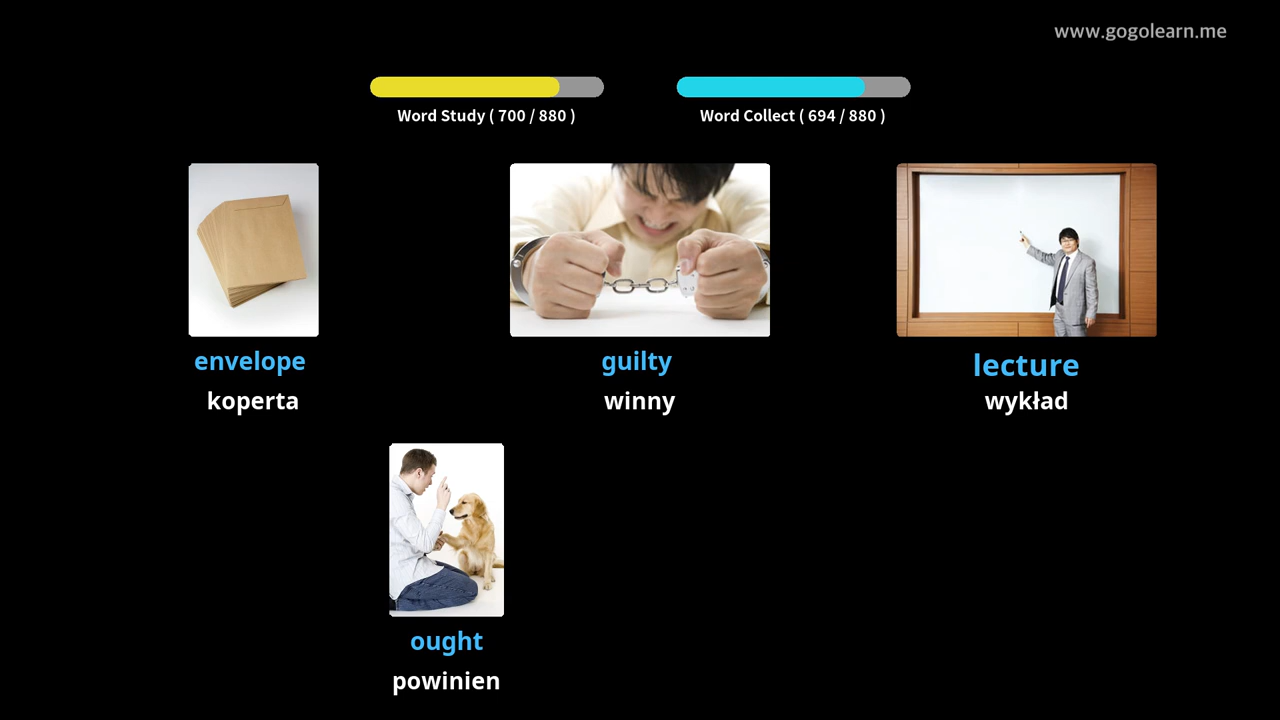 www.gogolearn.me
Word Study ( 700 / 880 )
Word Collect ( 694 / 880 )
envelope
koperta
guilty
winny
lecture
wykład
ought
powinien